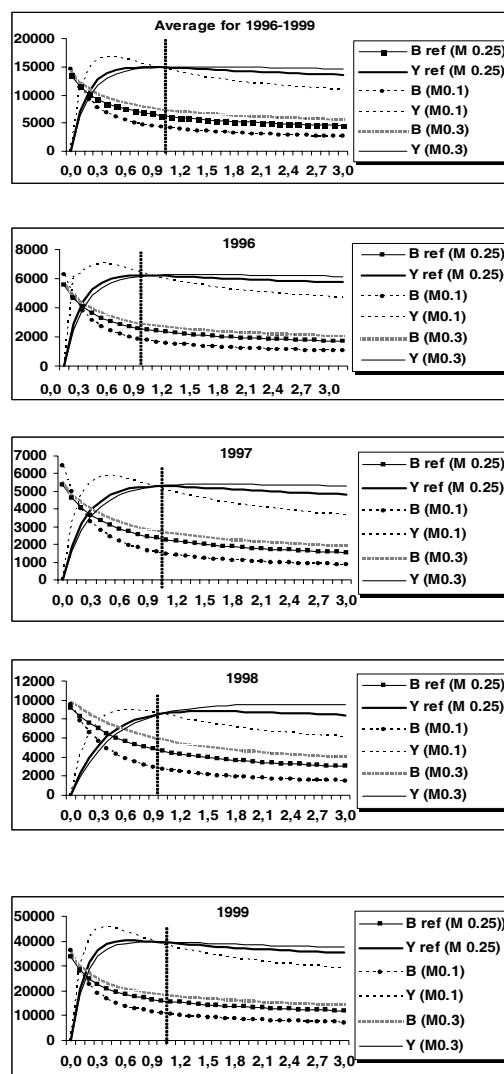 Average for 1996-1999
20000
15000
10000
5000
0
0,0 0,3 0,6 0,9 1,2 1,5 1,8 2,1 2,4 2,7 3,0
B ref (M 0.25)
Y ref (M 0.25)
B (M0.1)
Y (M0.1)
B (M0.3)
Y (M0.3)
1996
8000
6000
4000
2000
0
0,0 0,3 0,6 0,9 1,2 1,5 1,8 2,1 2,4 2,7 3,0
B ref (M 0.25)
Y ref (M 0.25)
B (M0.1)
Y (M0.1)
B (M0.3)
Y (M0.3)
1997
7000
6000
5000
4000
3000
2000
1000
0
0,0 0,3 0,6 0,9 1,2 1,5 1,8 2,1 2,4 2,7 3,0
B ref (M 0.25)
Y ref (M 0.25)
B (M0.1)
Y (M0.1)
B (M0.3)
Y (M0.3)
1998
12000
10000
8000
6000
4000
2000
0
0,0 0,3 0,6 0,9 1,2 1,5 1,8 2,1 2,4 2,7 3,0
B ref (M 0.25)
Y ref (M 0.25)
B (M0.1)
Y (M0.1)
B (M0.3)
Y (M0.3)
1999
50000
40000
30000
20000
10000
0
0,0 0,3 0,6 0,9 1,2 1,5 1,8 2,1 2,4 2,7 3,0
B ref (M 0.25))
Y ref (M 0.25)
B (M0.1)
Y (M0.1)
B (M0.3)
Y (M0.3)